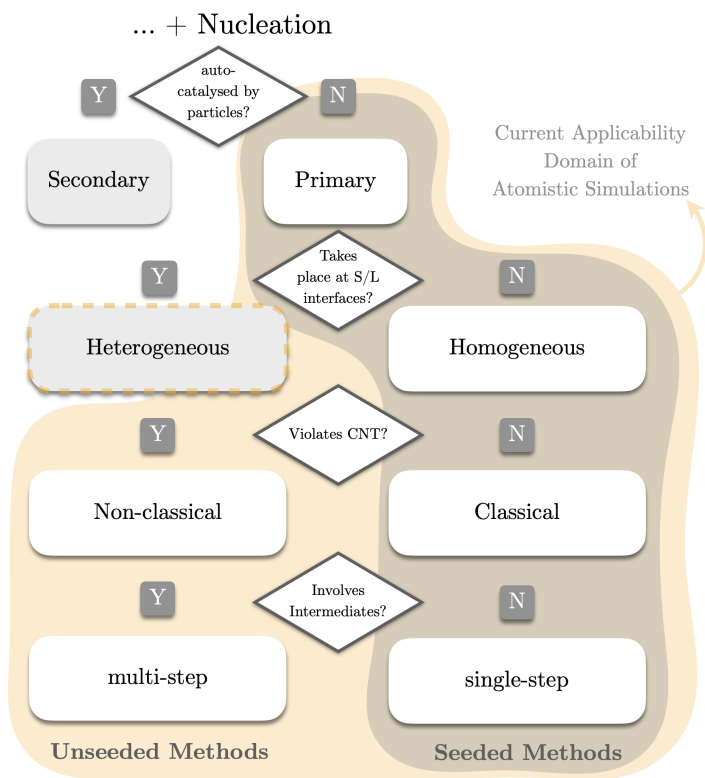 ... + Nucleation
auto-
catalysed by
particles?
Y
N
Current Applicability
Domain of
Atomistic Simulations
Secondary
Primary
Takes
place at S/L
interfaces?
Y
N
Heterogeneous
Homogeneous
Violates CNT?
Y
N
Non-classical
Classical
Involves
Intermediates?
Y
N
multi-step
single-step
Unseeded Methods
Seeded Methods